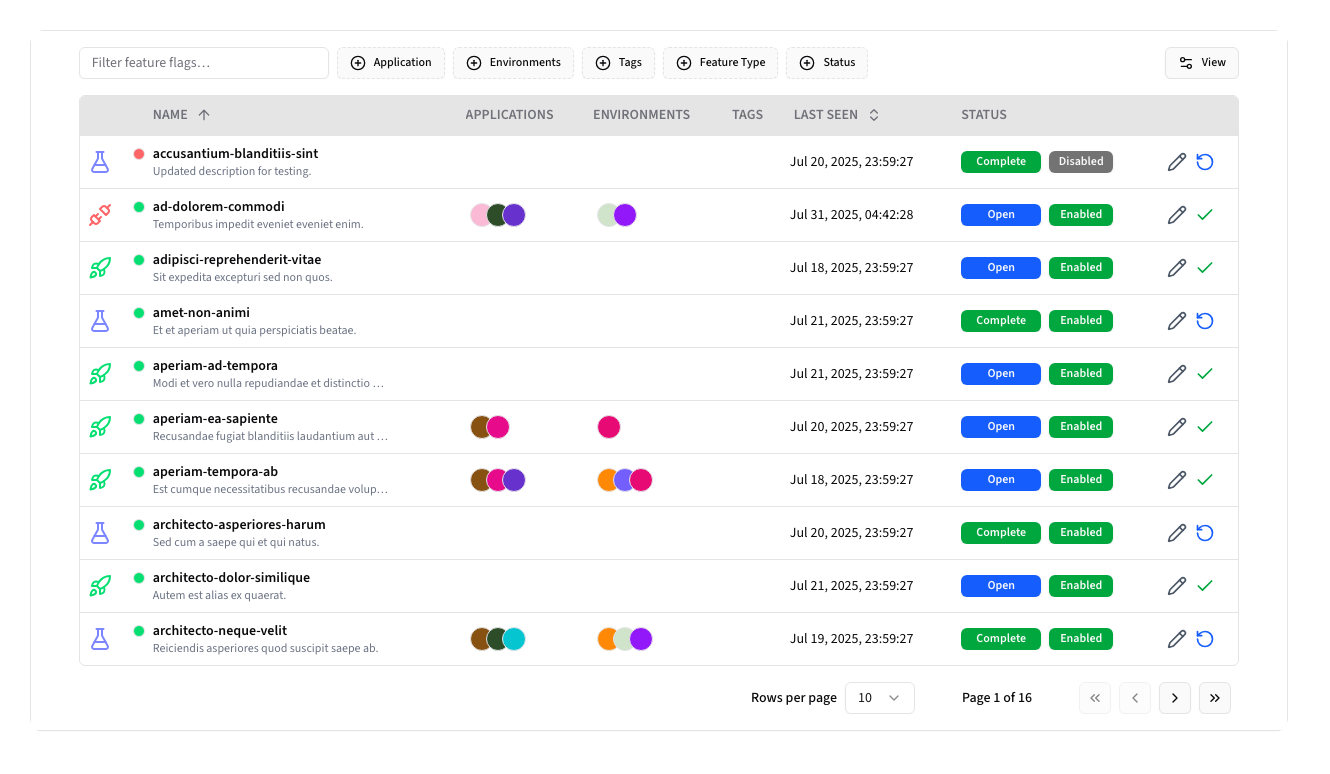 Filter feature flags…
Application
Environments
Tags
Feature Type
Status
View
NAME
APPLICATIONS
ENVIRONMENTS
TAGS
LAST SEEN
STATUS
accusantium-blanditiis-sint
Updated description for testing.
Jul 20, 2025, 23:59:27
Complete
Disabled
ad-dolorem-commodi
Temporibus impedit eveniet eveniet enim.
Jul 31, 2025, 04:42:28
Open
Enabled
adipisci-reprehenderit-vitae
Sit expedita excepturi sed non quos.
Jul 18, 2025, 23:59:27
Open
Enabled
amet-non-animi
Et et aperiam ut quia perspiciatis beatae.
Jul 21, 2025, 23:59:27
Complete
Enabled
aperiam-ad-tempora
Modi et vero nulla repudiandae et distinctio …
Jul 21, 2025, 23:59:27
Open
Enabled
aperiam-ea-sapiente
Recusandae fugiat blanditiis laudantium aut …
Jul 20, 2025, 23:59:27
Open
Enabled
aperiam-tempora-ab
Est cumque necessitatibus recusandae volup…
Jul 18, 2025, 23:59:27
Open
Enabled
architecto-asperiores-harum
Sed cum a saepe qui et qui natus.
Jul 20, 2025, 23:59:27
Complete
Enabled
architecto-dolor-similique
Autem est alias ex quaerat.
Jul 21, 2025, 23:59:27
Open
Enabled
architecto-neque-velit
Reiciendis asperiores quod suscipit saepe ab.
Jul 19, 2025, 23:59:27
Complete
Enabled
Rows per page
10
Page 1 of 16